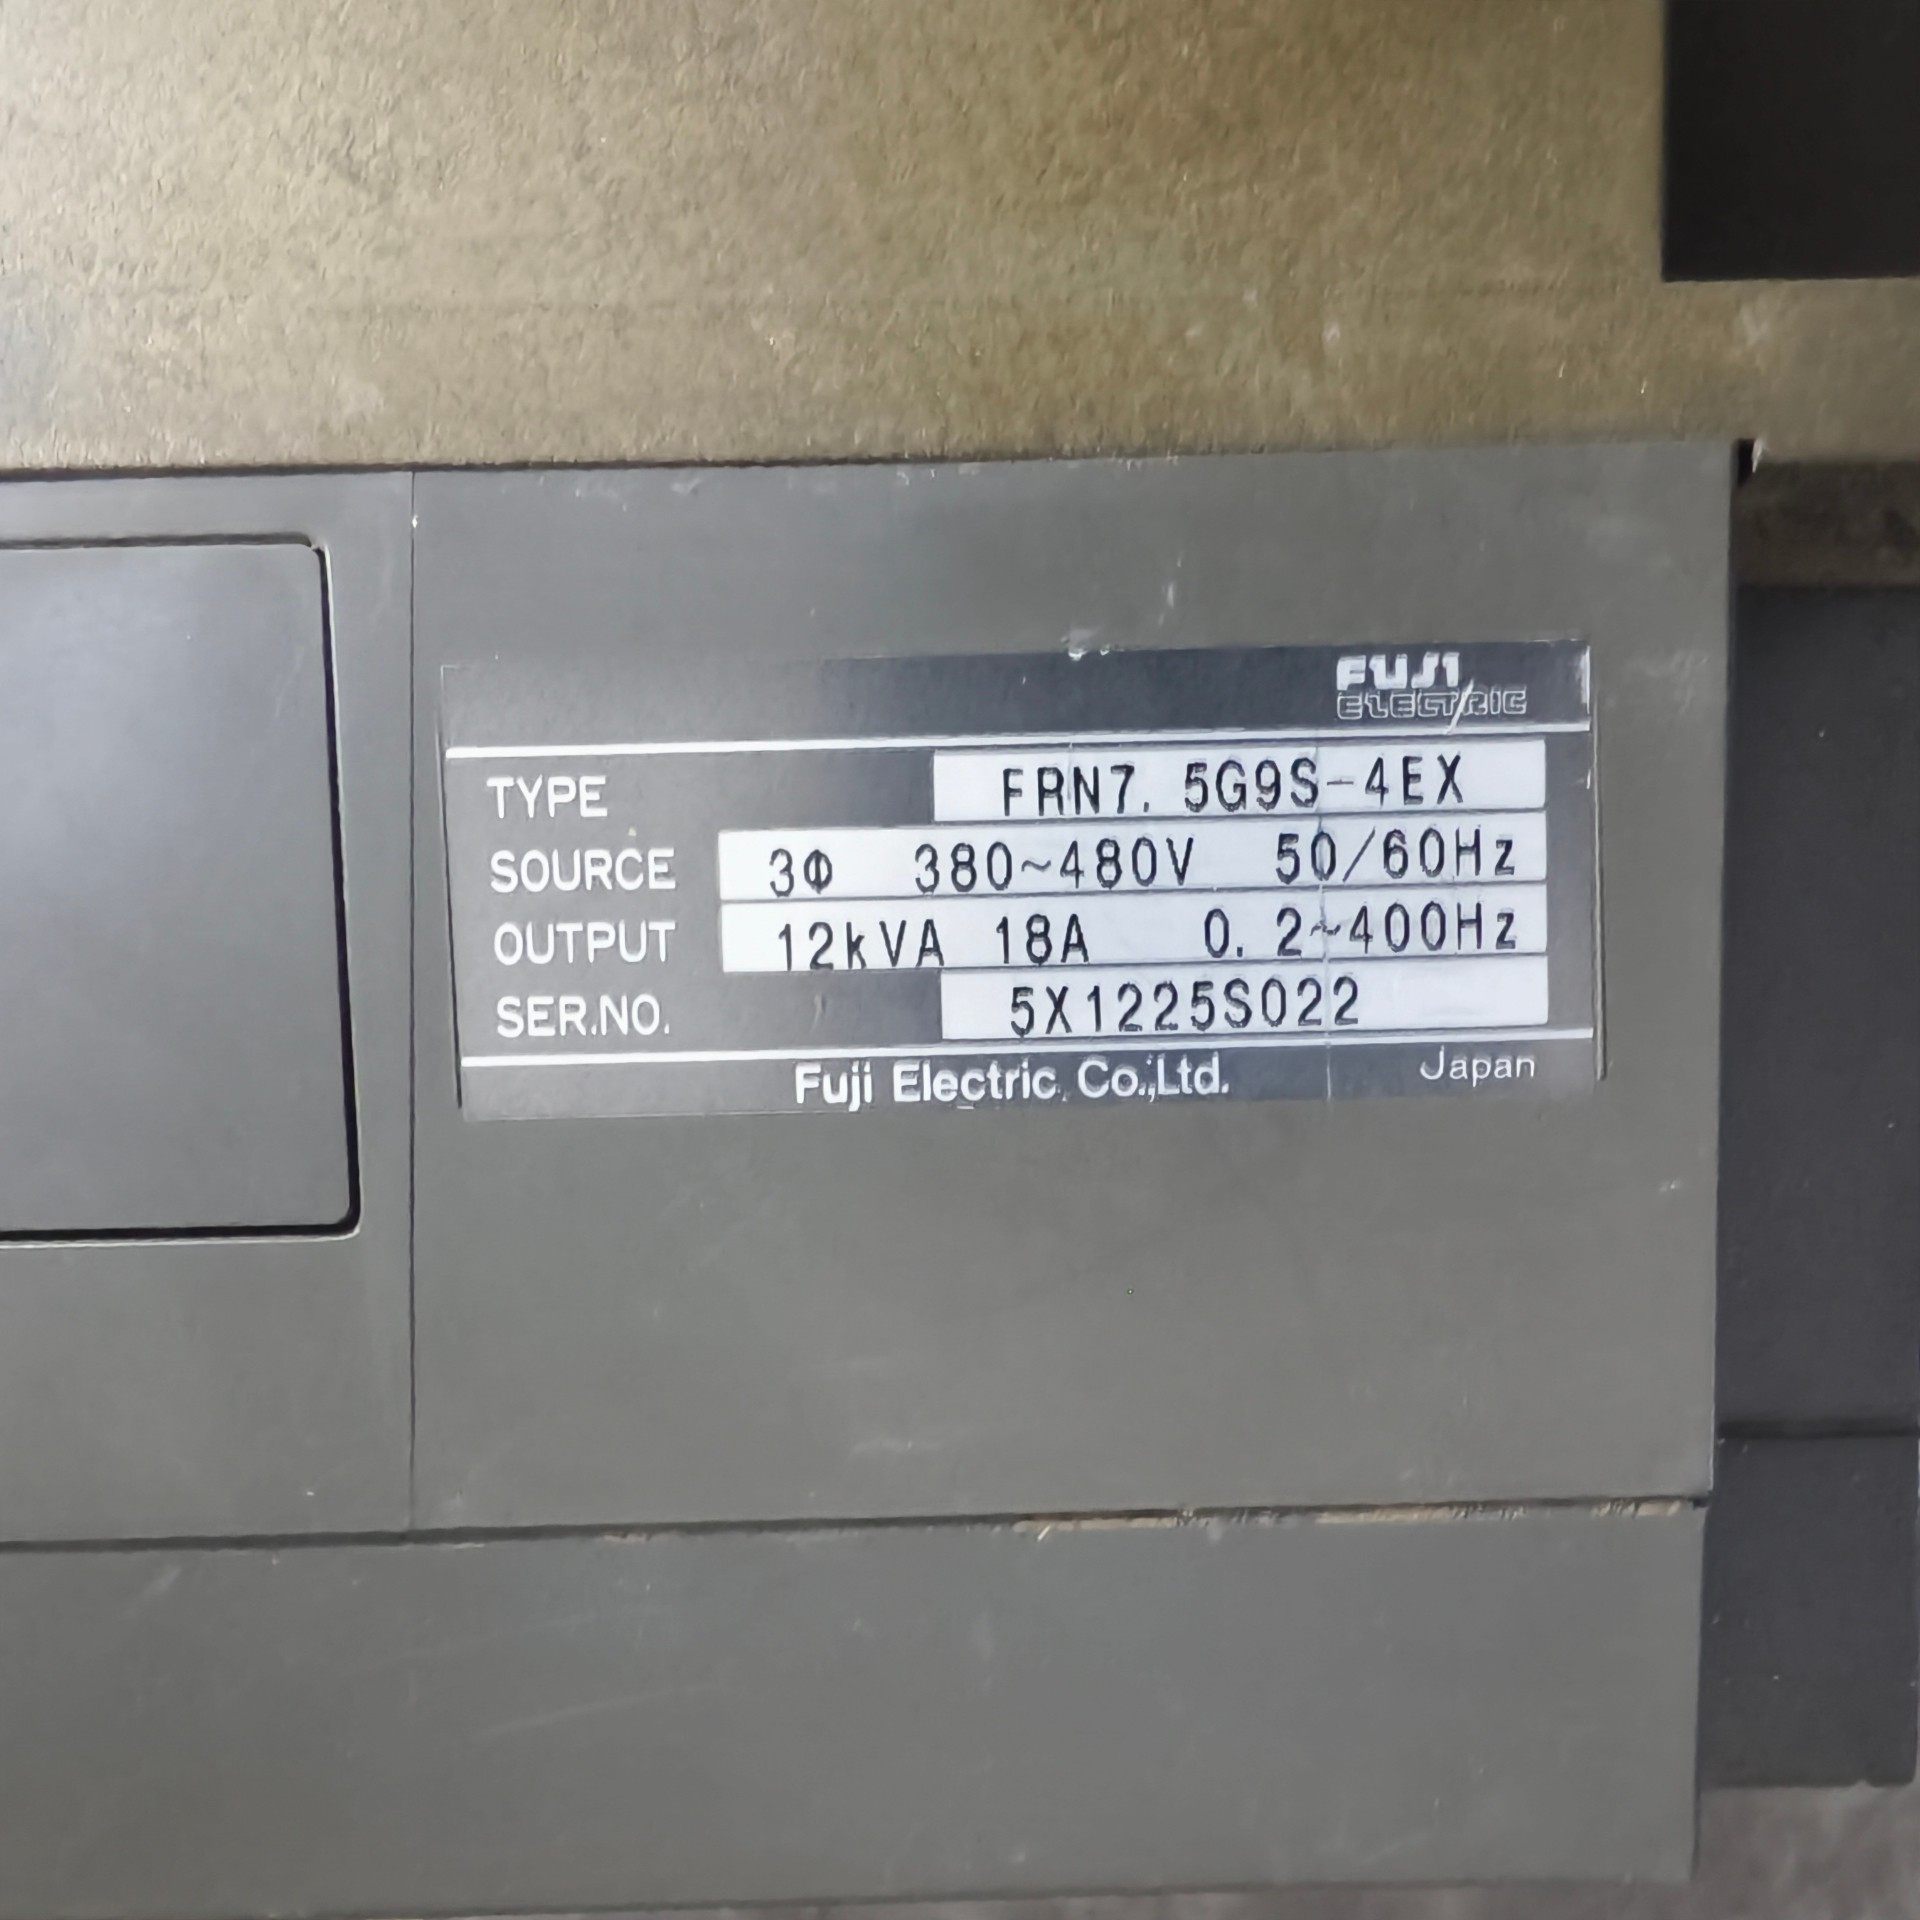 FUJI
ELECTRIC
TYPE FRN7.5G9S-4EX
SOURCE 3Φ 380~480V 50/60Hz
OUTPUT 12kVA 18A 0.2~400Hz
SER.NO. 5X1225S022
Fuji Electric Co.,Ltd. Japan